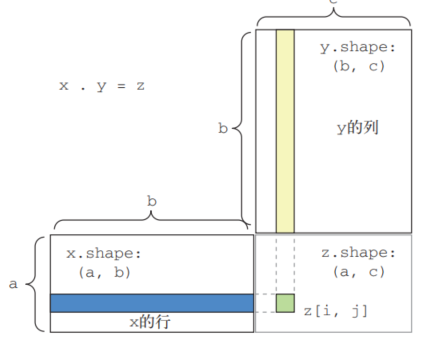 c
y.shape:
(b, c)
x . y = z
b
y的列
b
x.shape:
(a, b)
z.shape:
(a, c)
a
z[i, j]
x的行